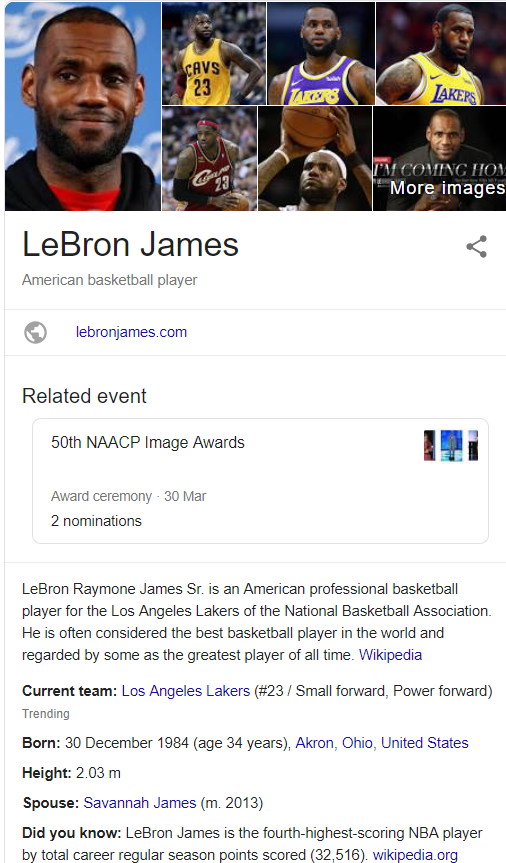 CAVS
23
LAKERS
LAKERS
23
I'M COMING HOM
More images
LeBron James
American basketball player
lebronjames.com
Related event
50th NAACP Image Awards
Award ceremony · 30 Mar
2 nominations
LeBron Raymone James Sr. is an American professional basketball
player for the Los Angeles Lakers of the National Basketball Association.
He is often considered the best basketball player in the world and
regarded by some as the greatest player of all time. Wikipedia
Current team: Los Angeles Lakers (#23 / Small forward, Power forward)
Trending
Born: 30 December 1984 (age 34 years), Akron, Ohio, United States
Height: 2.03 m
Spouse: Savannah James (m. 2013)
Did you know: LeBron James is the fourth-highest-scoring NBA player
by total career regular season points scored (32,516). wikipedia.org